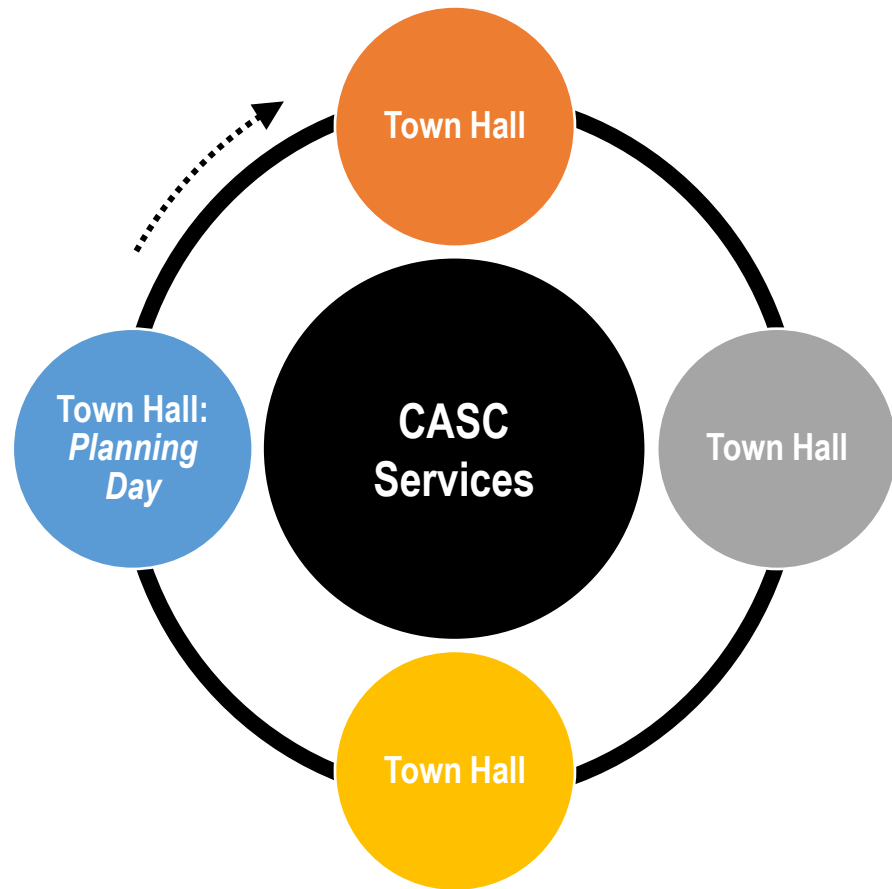 Town Hall
Town Hall:
Planning
Day
CASC
Services
Town Hall
Town Hall